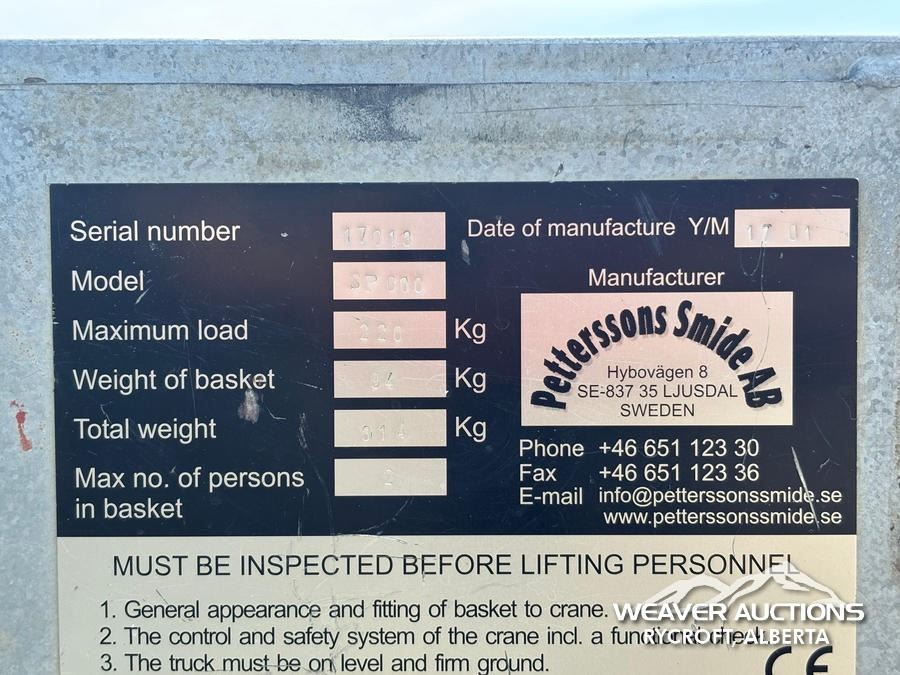 Serial number 17013 Date of manufacture Y/M 17 01
Model
Maximum load 220 Kg
Weight of basket 94 Kg
Total weight 314 Kg
Max no. of persons 2
in basket
Manufacturer
Petterssons Smide AB
Hybovägen 8
SE-837 35 LJUSDAL
SWEDEN
Phone +46 651 123 30
Fax +46 651 123 36
E-mail info@petterssonssmide.se
www.petterssonssmide.se
MUST BE INSPECTED BEFORE LIFTING PERSONNEL
1. General appearance and fitting of basket to crane.
2. The control and safety system of the crane incl. a functional check.
3. The truck must be on level and firm ground.
CE
WEAVER AUCTIONS
RYCROFT, ALBERTA